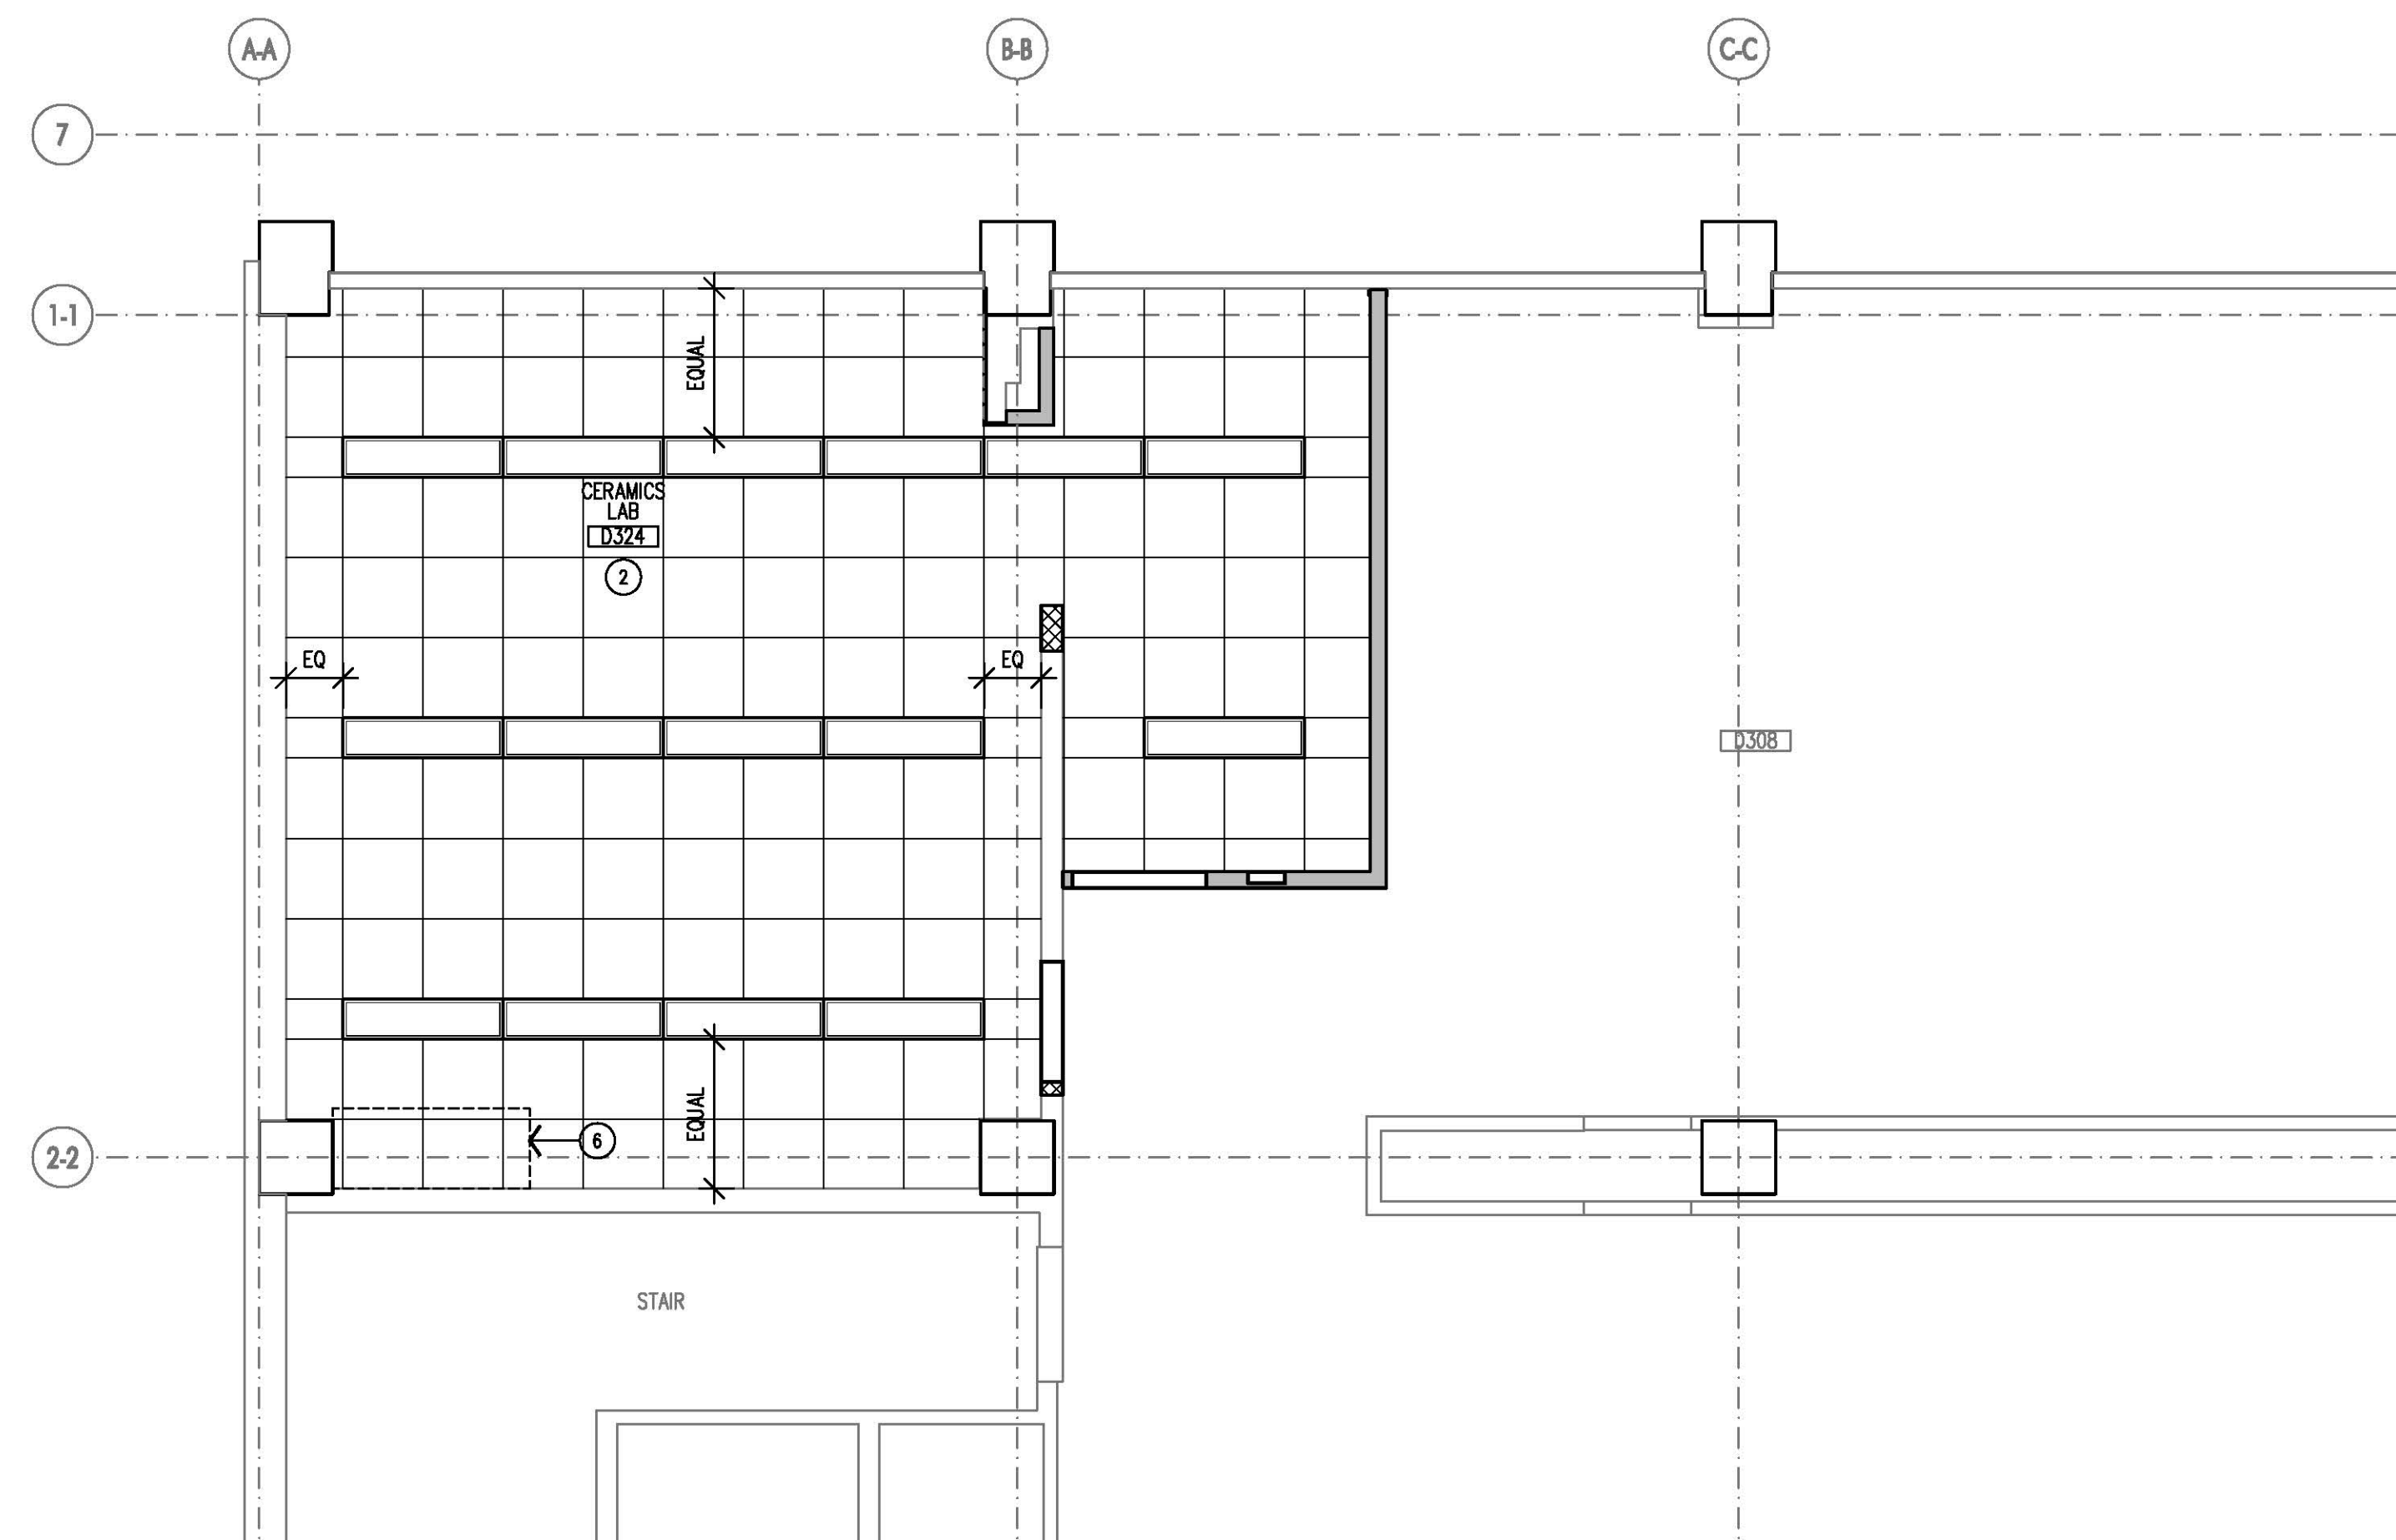 A-A
B-B
C-C
7
1-1
EQUAL
CERAMICS
LAB
D324
2
EQ
EQ
D308
EQUAL
6
2-2
STAIR